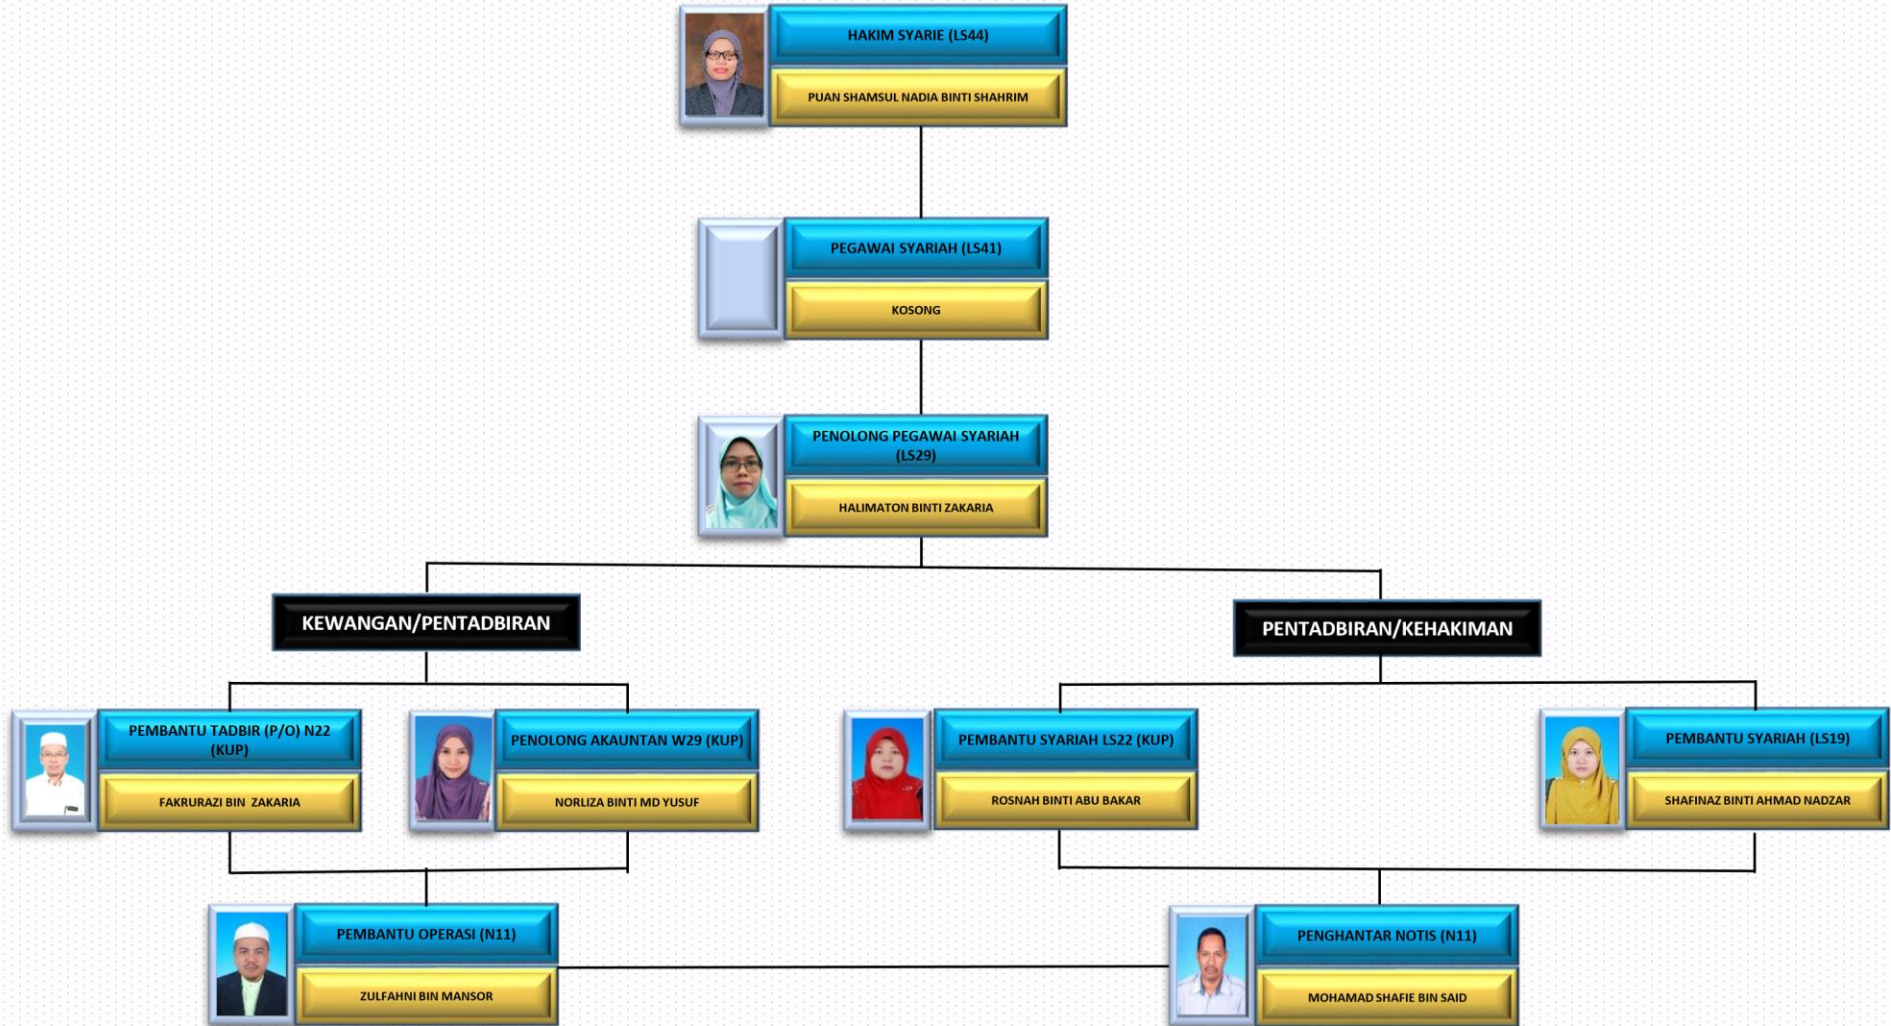 HAKIM SYARIE (LS44)
PUAN SHAMSUL NADIA BINTI SHAHRIM
PEGAWAI SYARIAH (LS41)
KOSONG
PENOLONG PEGAWAI SYARIAH
(LS29)
HALIMATON BINTI ZAKARIA
KEWANGAN/PENTADBIRAN
PENTADBIRAN/KEHAKIMAN
PEMBANTU TADBIR (P/O) N22
(KUP)
FAKRURAZI BIN ZAKARIA
PENOLONG AKAUNTAN W29 (KUP)
NORLIZA BINTI MD YUSUF
PEMBANTU SYARIAH LS22 (KUP)
ROSNAH BINTI ABU BAKAR
PEMBANTU SYARIAH (LS19)
SHAFINAZ BINTI AHMAD NADZAR
PEMBANTU OPERASI (N11)
ZULFAHNI BIN MANSOR
PENGHANTAR NOTIS (N11)
MOHAMAD SHAFIE BIN SAID